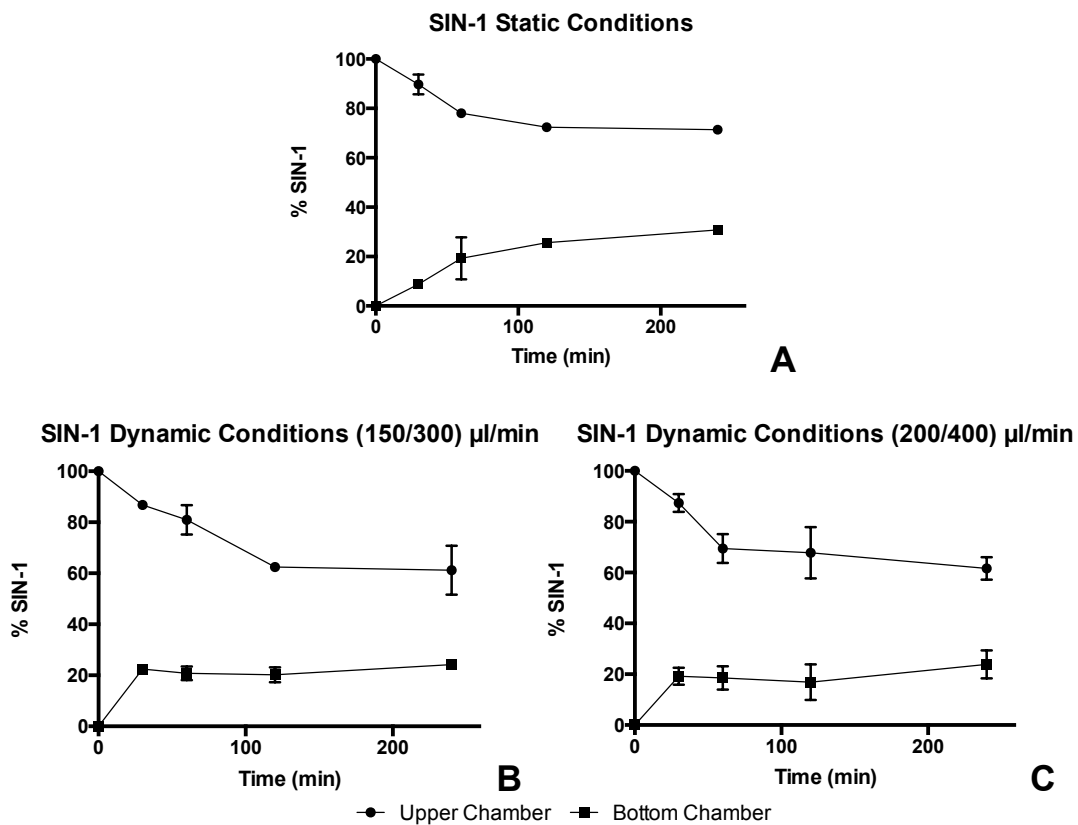 SIN-1 Static Conditions
100
80
60
40
20
0
% SIN-1
0
100
200
Time (min)
A
SIN-1 Dynamic Conditions (150/300) µl/min
100
80
60
40
20
0
% SIN-1
0
100
200
Time (min)
B
SIN-1 Dynamic Conditions (200/400) µl/min
100
80
60
40
20
0
% SIN-1
0
100
200
Time (min)
C
Upper Chamber
Bottom Chamber